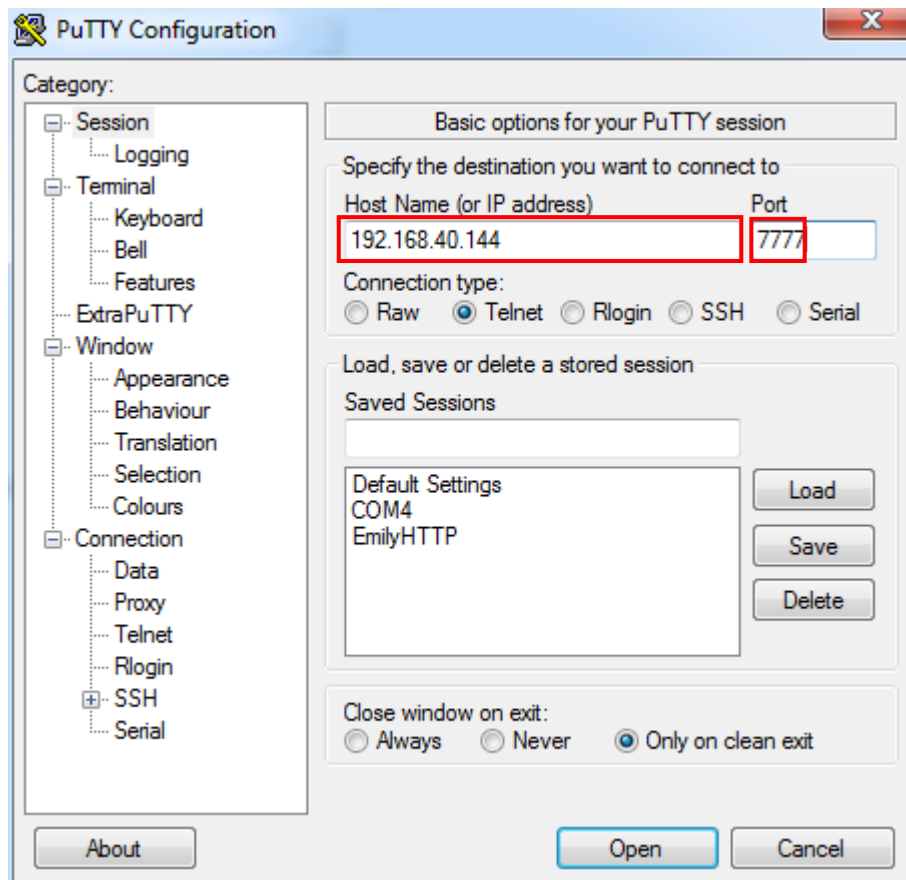 PuTTY Configuration
Category:
Session
Logging
Terminal
Keyboard
Bell
Features
ExtraPuTTY
Window
Appearance
Behaviour
Translation
Selection
Colours
Connection
Data
Proxy
Telnet
Rlogin
SSH
Serial
Basic options for your PuTTY session
Specify the destination you want to connect to
Host Name (or IP address) Port
192.168.40.144 7777
Connection type:
Raw Telnet Rlogin SSH Serial
Load, save or delete a stored session
Saved Sessions
Default Settings
COM4
EmilyHTTP
Load
Save
Delete
Close window on exit:
Always Never Only on clean exit
About Open Cancel